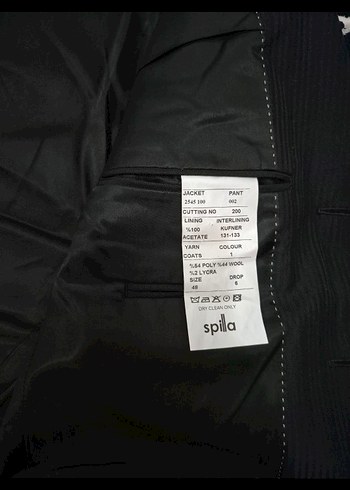 JACKET PANT
2545 100 002
CUTTING NO 200
LINING INTERLINING
%100 KUFNER
ACETATE 131-133
YARN COLOUR
COATS 1
%54 POLY %44 WOOL
%2 LYCRA
SIZE DROP
48 6
DRY CLEAN ONLY
spilla